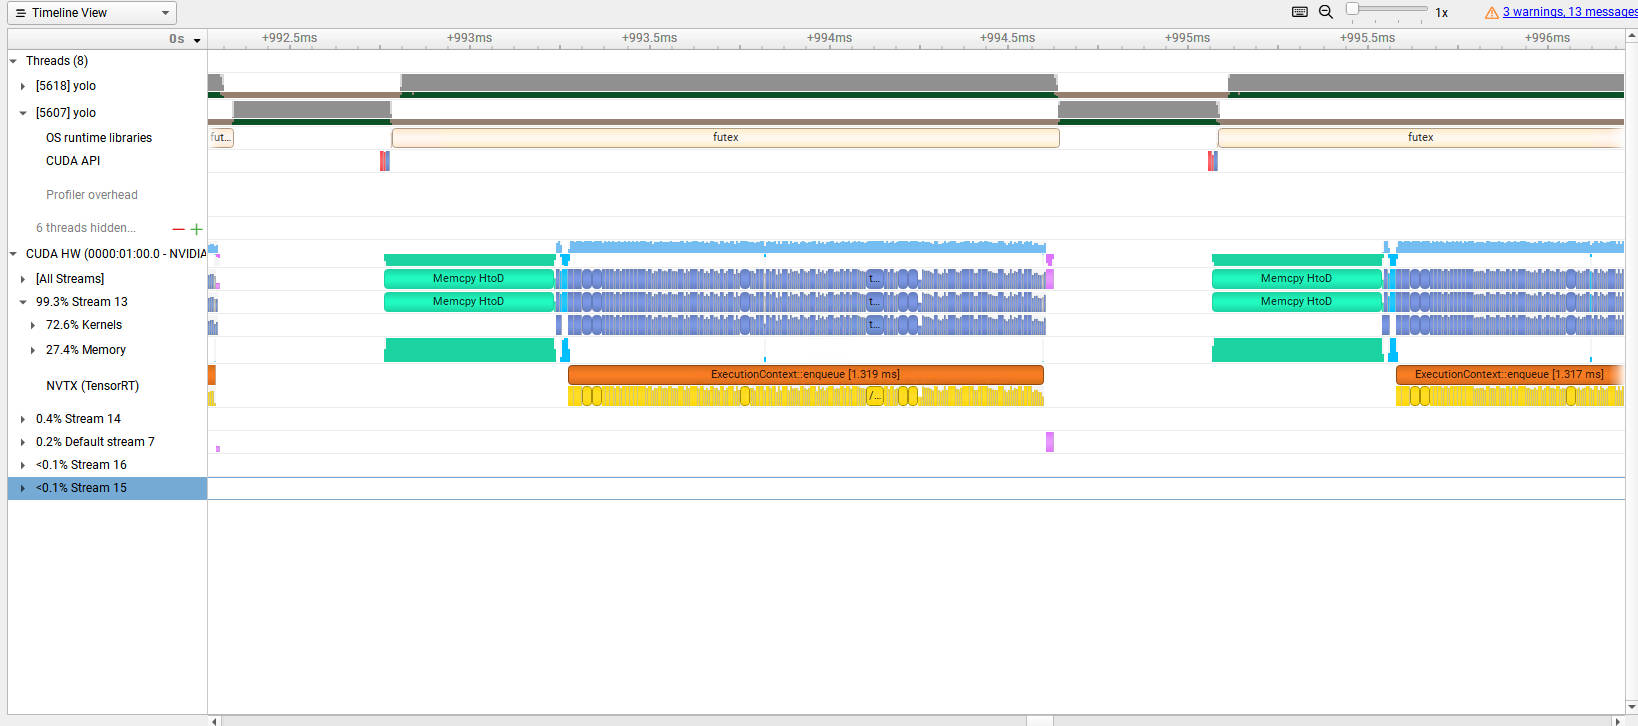 Timeline View
1x
3 warnings, 13 messages
0s
+992.5ms +993ms +993.5ms +994ms +994.5ms +995ms +995.5ms +996ms
Threads (8)
[5618] yolo
[5607] yolo
OS runtime libraries fut... futex futex
CUDA API
Profiler overhead
6 threads hidden...
CUDA HW (0000:01:00.0 - NVIDIA
[All Streams] Memcpy HtoD t... Memcpy HtoD
99.3% Stream 13 Memcpy HtoD t... Memcpy HtoD
72.6% Kernels t...
27.4% Memory
NVTX (TensorRT) ExecutionContext::enqueue [1.319 ms] ExecutionContext::enqueue [1.317 ms]
/...
0.4% Stream 14
0.2% Default stream 7
<0.1% Stream 16
<0.1% Stream 15